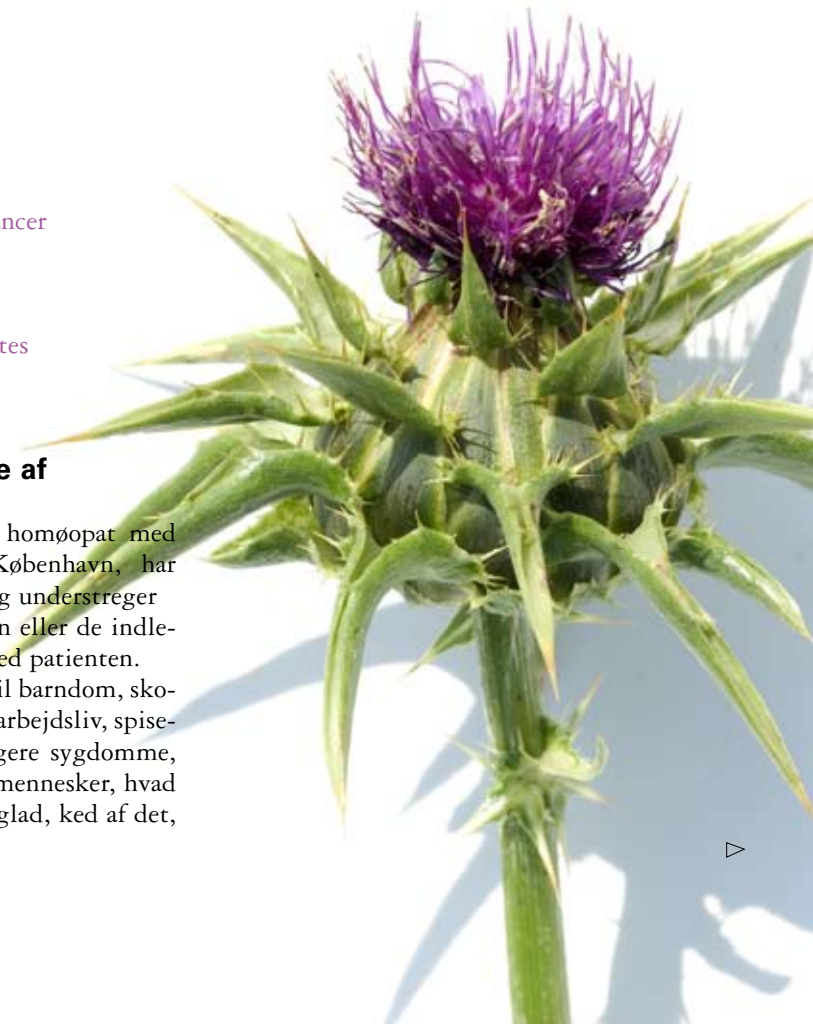 ncer
tes
e af
homøopat med
København, har
g understreger
n eller de indle-
ed patienten.
il barndom, sko-
arbejdsliv, spise-
gere sygdomme,
mennesker, hvad
glad, ked af det,